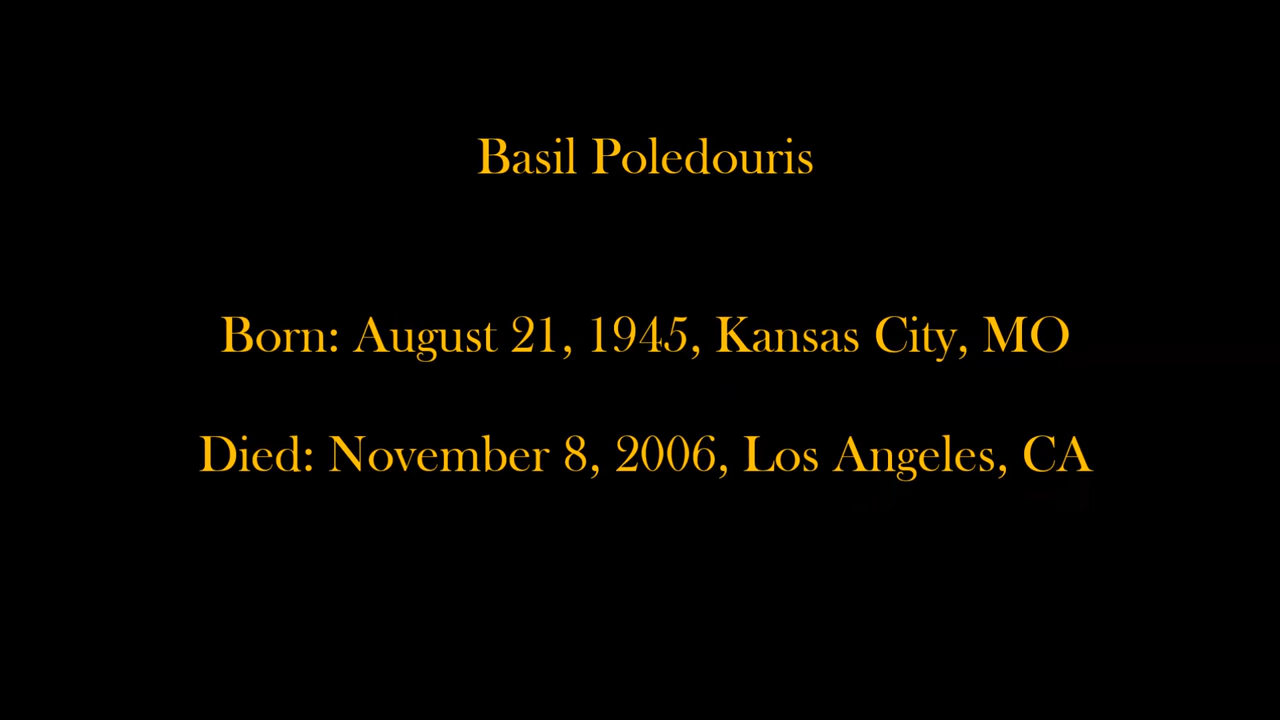 Basil Poledouris
Born: August 21, 1945, Kansas City, MO
Died: November 8, 2006, Los Angeles, CA